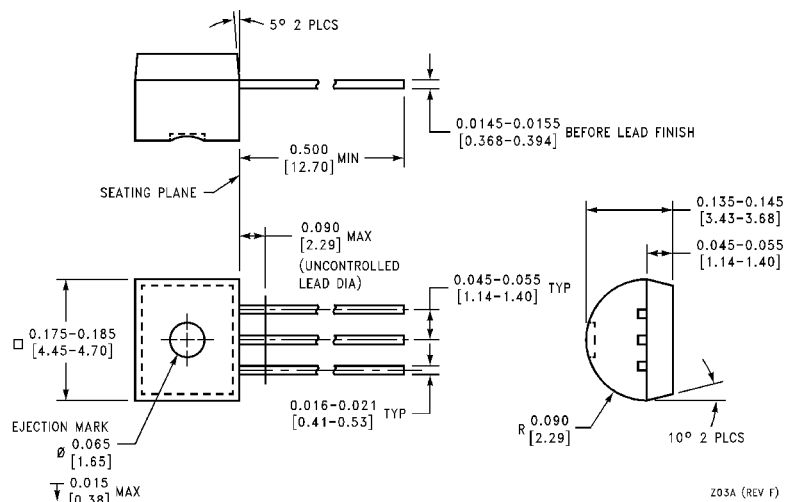 5° 2 PLCS
0.0145-0.0155
[0.368-0.394] BEFORE LEAD FINISH
0.500
[12.70] MIN
SEATING PLANE
0.090
[2.29] MAX
(UNCONTROLLED
LEAD DIA)
0.135-0.145
[3.43-3.68]
0.045-0.055
[1.14-1.40]
0.045-0.055
[1.14-1.40] TYP
□ 0.175-0.185
[4.45-4.70]
0.016-0.021
[0.41-0.53] TYP
EJECTION MARK
ø 0.065
[1.65]
0.015
[0.38] MAX
R 0.090
[2.29]
10° 2 PLCS
Z03A (REV F)